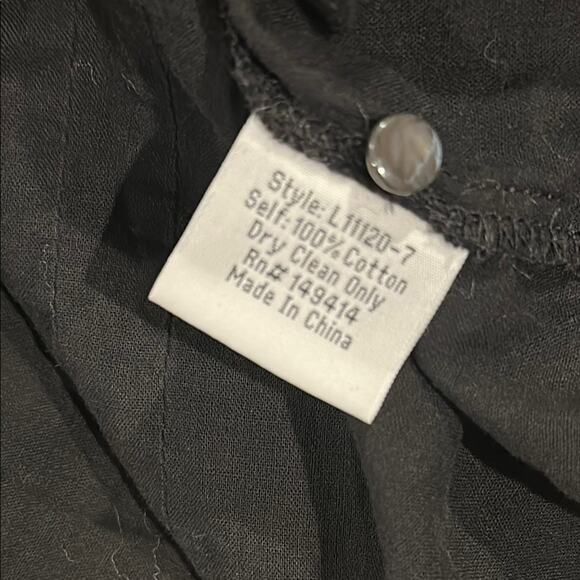 Style: L11120-7
Self: 100% Cotton
Dry Clean Only
Rn# 149414
Made In China